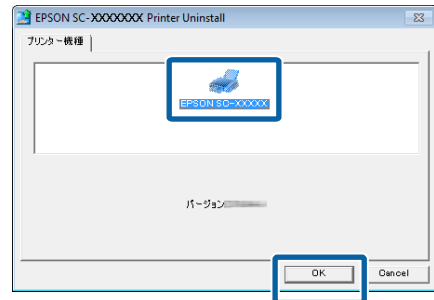 EPSON SC-XXXXXXX Printer Uninstall
プリンター機種
EPSON SC-XXXXX
バージョン
OK
Cancel